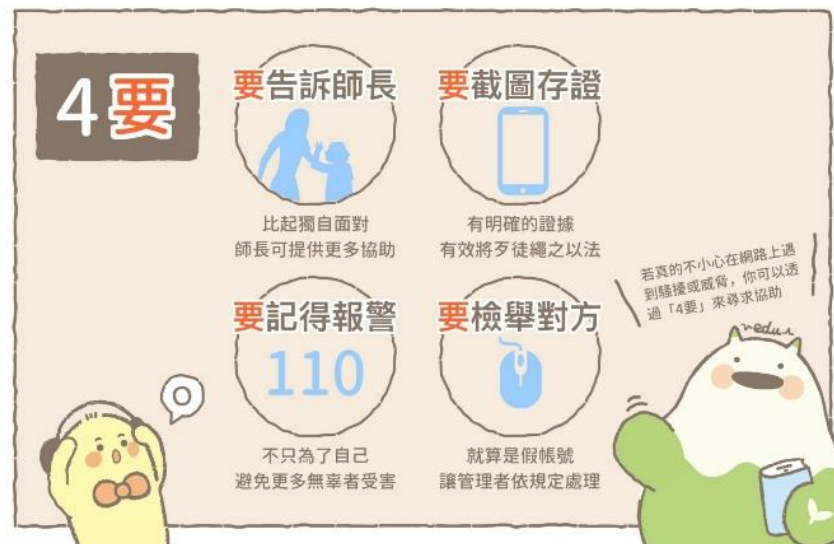 4要
要告訴師長
比起獨自面對
師長可提供更多協助
要截圖存證
有明確的證據
有效將歹徒繩之以法
要記得報警
110
不只為了自己
避免更多無辜者受害
要檢舉對方
就算是假帳號
讓管理者依規定處理
若真的不小心在網路上遇
到騷擾或威脅，你可以透
過「4要」來尋求協助